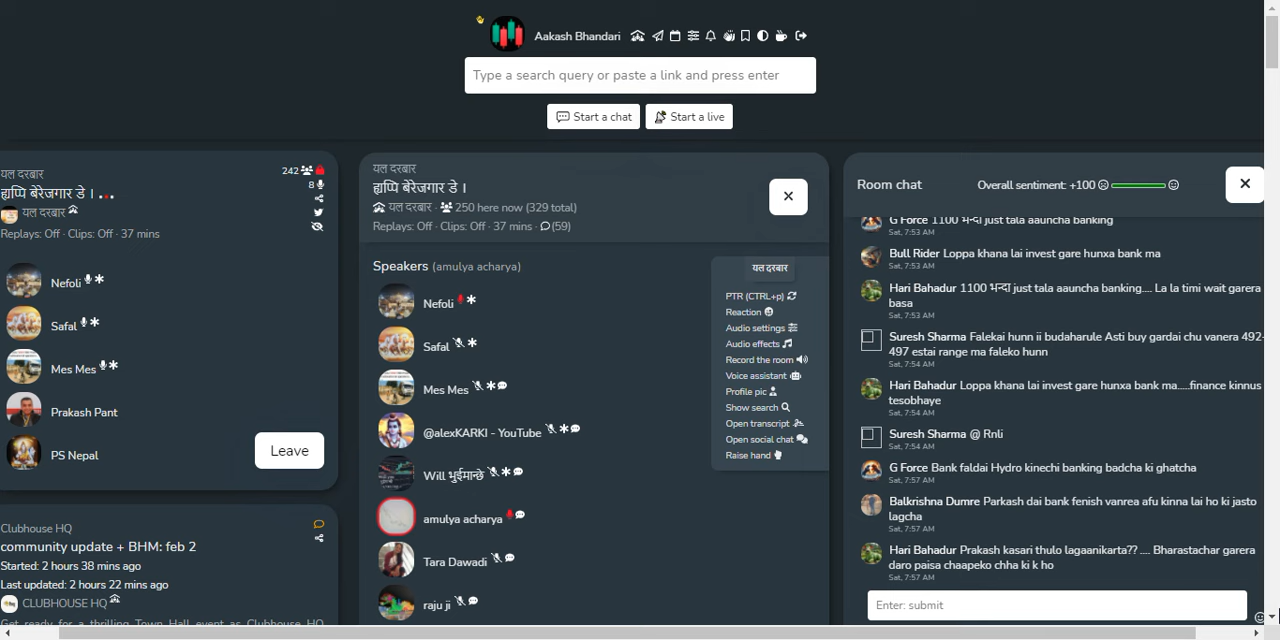 Aakash Bhandari
Type a search query or paste a link and press enter
Start a chat
Start a live
यल दरबार
242
ह्यप्पि बेरेजगार डे ।
8
यल दरबार
Replays: Off · Clips: Off · 37 mins
Nefoli
Safal
Mes Mes
Prakash Pant
PS Nepal
Leave
Clubhouse HQ
community update + BHM: feb 2
Started: 2 hours 38 mins ago
Last updated: 2 hours 22 mins ago
CLUBHOUSE HQ
Get ready for a thrilling Town Hall event as Clubhouse HQ
यल दरबार
ह्यप्पि बेरेजगार डे ।
यल दरबार · 250 here now (329 total)
Replays: Off · Clips: Off · 37 mins · (59)
Speakers (amulya acharya)
Nefoli
Safal
Mes Mes
@alexKARKI - YouTube
Will भुईमान्छे
amulya acharya
Tara Dawadi
raju ji
यल दरबार
PTR (CTRL+p)
Reaction
Audio settings
Audio effects
Record the room
Voice assistant
Profile pic
Show search
Open transcript
Open social chat
Raise hand
Room chat
Overall sentiment: +100
G Force 1100 भन्दा just tala aauncha banking
Sat, 7:53 AM
Bull Rider Loppa khana lai invest gare hunxa bank ma
Sat, 7:53 AM
Hari Bahadur 1100 भन्दा just tala aauncha banking.... La la timi wait garera
basa
Sat, 7:53 AM
Suresh Sharma Falekai hunn ii budaharule Asti buy gardai chu vanera 492-
497 estai range ma faleko hunn
Sat, 7:54 AM
Hari Bahadur Loppa khana lai invest gare hunxa bank ma.....finance kinnus
tesobhaye
Sat, 7:54 AM
Suresh Sharma @ Rnli
Sat, 7:54 AM
G Force Bank faldai Hydro kinechi banking badcha ki ghatcha
Sat, 7:57 AM
Balkrishna Dumre Parkash dai bank fenish vanrea afu kinna lai ho ki jasto
lagcha
Sat, 7:57 AM
Hari Bahadur Prakash kasari thulo lagaanikarta?? .... Bharastachar garera
daro paisa chaapeko chha ki k ho
Sat, 7:57 AM
Enter: submit